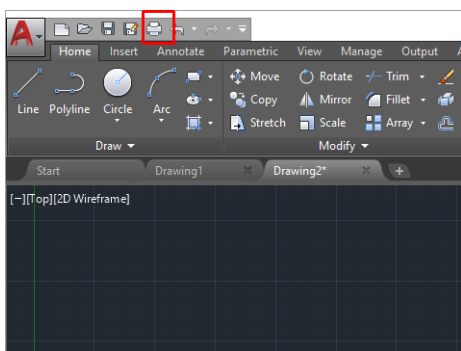 A
Home Insert Annotate Parametric View Manage Output
Line Polyline Circle Arc
Move Rotate Trim
Copy Mirror Fillet
Stretch Scale Array
Draw Modify
Start Drawing1 Drawing2*
[−][Top][2D Wireframe]